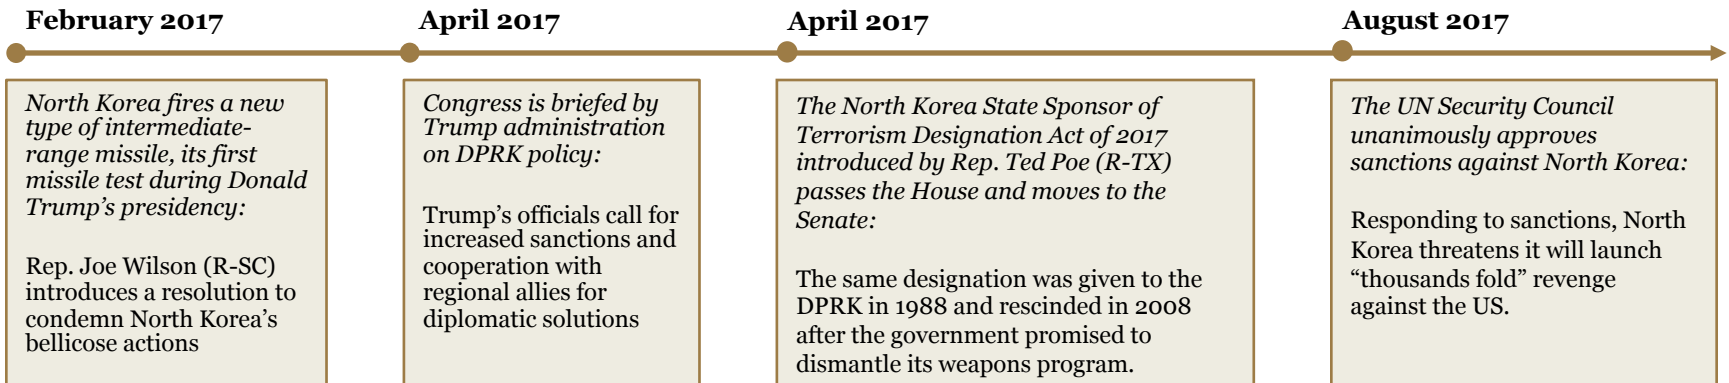 February 2017
North Korea fires a new
type of intermediate-
range missile, its first
missile test during Donald
Trump’s presidency:
Rep. Joe Wilson (R-SC)
introduces a resolution to
condemn North Korea’s
bellicose actions
April 2017
Congress is briefed by
Trump administration
on DPRK policy:
Trump’s officials call for
increased sanctions and
cooperation with
regional allies for
diplomatic solutions
April 2017
The North Korea State Sponsor of
Terrorism Designation Act of 2017
introduced by Rep. Ted Poe (R-TX)
passes the House and moves to the
Senate:
The same designation was given to the
DPRK in 1988 and rescinded in 2008
after the government promised to
dismantle its weapons program.
August 2017
The UN Security Council
unanimously approves
sanctions against North Korea:
Responding to sanctions, North
Korea threatens it will launch
“thousands fold” revenge
against the US.